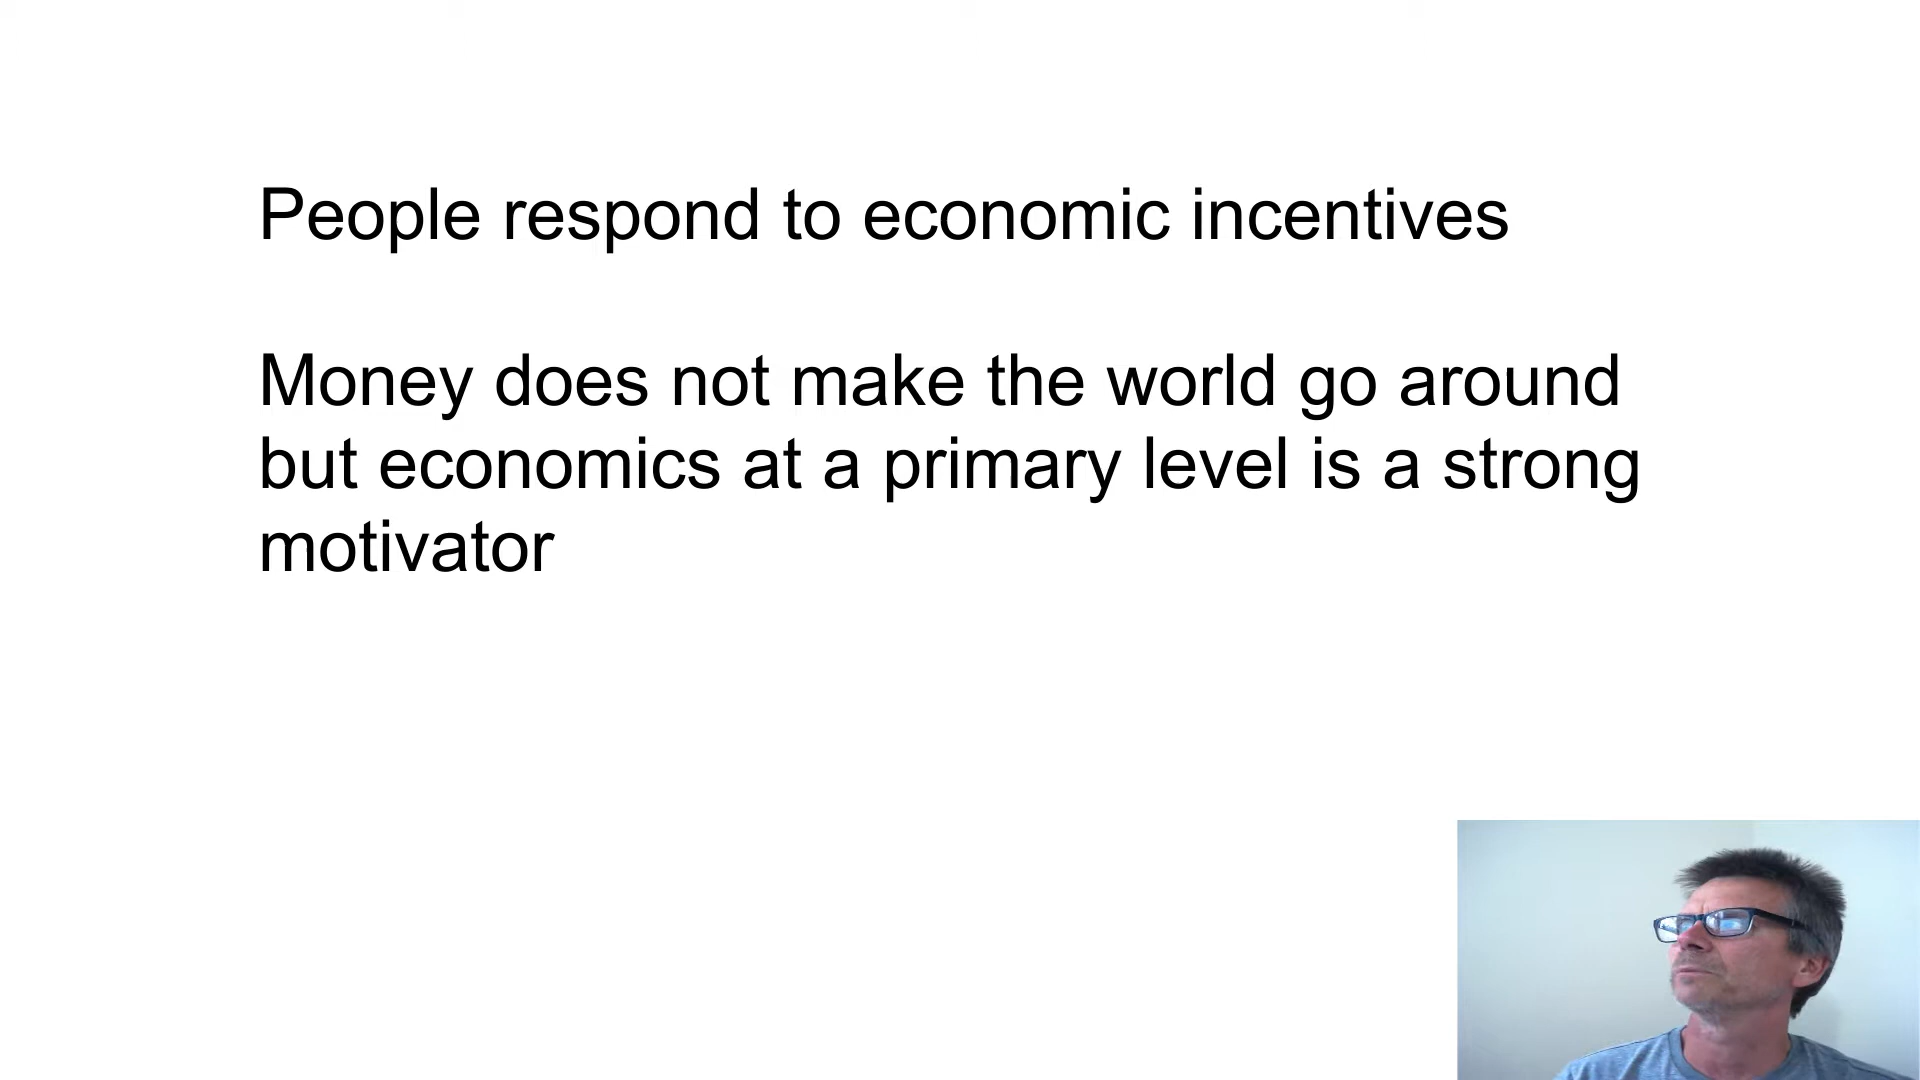 People respond to economic incentives
Money does not make the world go around
but economics at a primary level is a strong
motivator